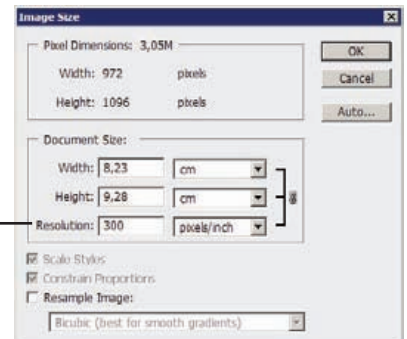 Image Size
Pixel Dimensions: 3,05M
OK
Width: 972 pixels
Cancel
Height: 1096 pixels
Auto...
Document Size:
Width: 8,23 cm
Height: 9,28 cm
Resolution: 300 pixels/inch
Scale Styles
Constrain Proportions
Resample Image:
Bicubic (best for smooth gradients)